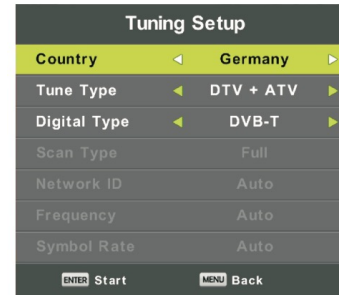 Tuning Setup
Country Germany
Tune Type DTV + ATV
Digital Type DVB-T
Scan Type Full
Network ID Auto
Frequency Auto
Symbol Rate Auto
ENTER Start MENU Back